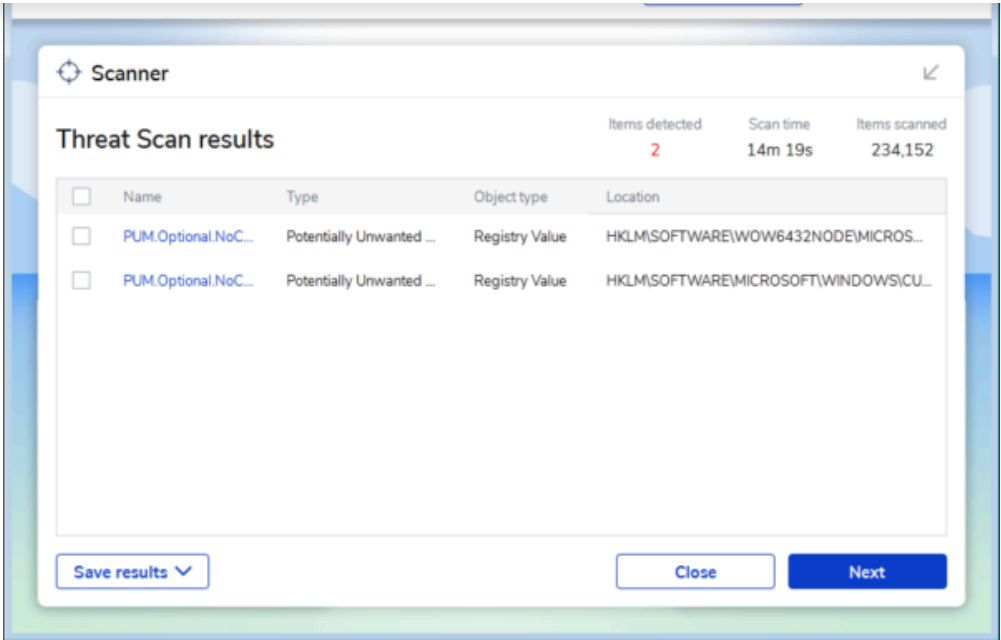 Scanner
Threat Scan results
Items detected Scan time Items scanned
2 14m 19s 234,152
Name Type Object type Location
PUM.Optional.NoC... Potentially Unwanted ... Registry Value HKLM\SOFTWARE\WOW6432NODE\MICROS...
PUM.Optional.NoC... Potentially Unwanted ... Registry Value HKLM\SOFTWARE\MICROSOFT\WINDOWS\CU...
Save results Close Next